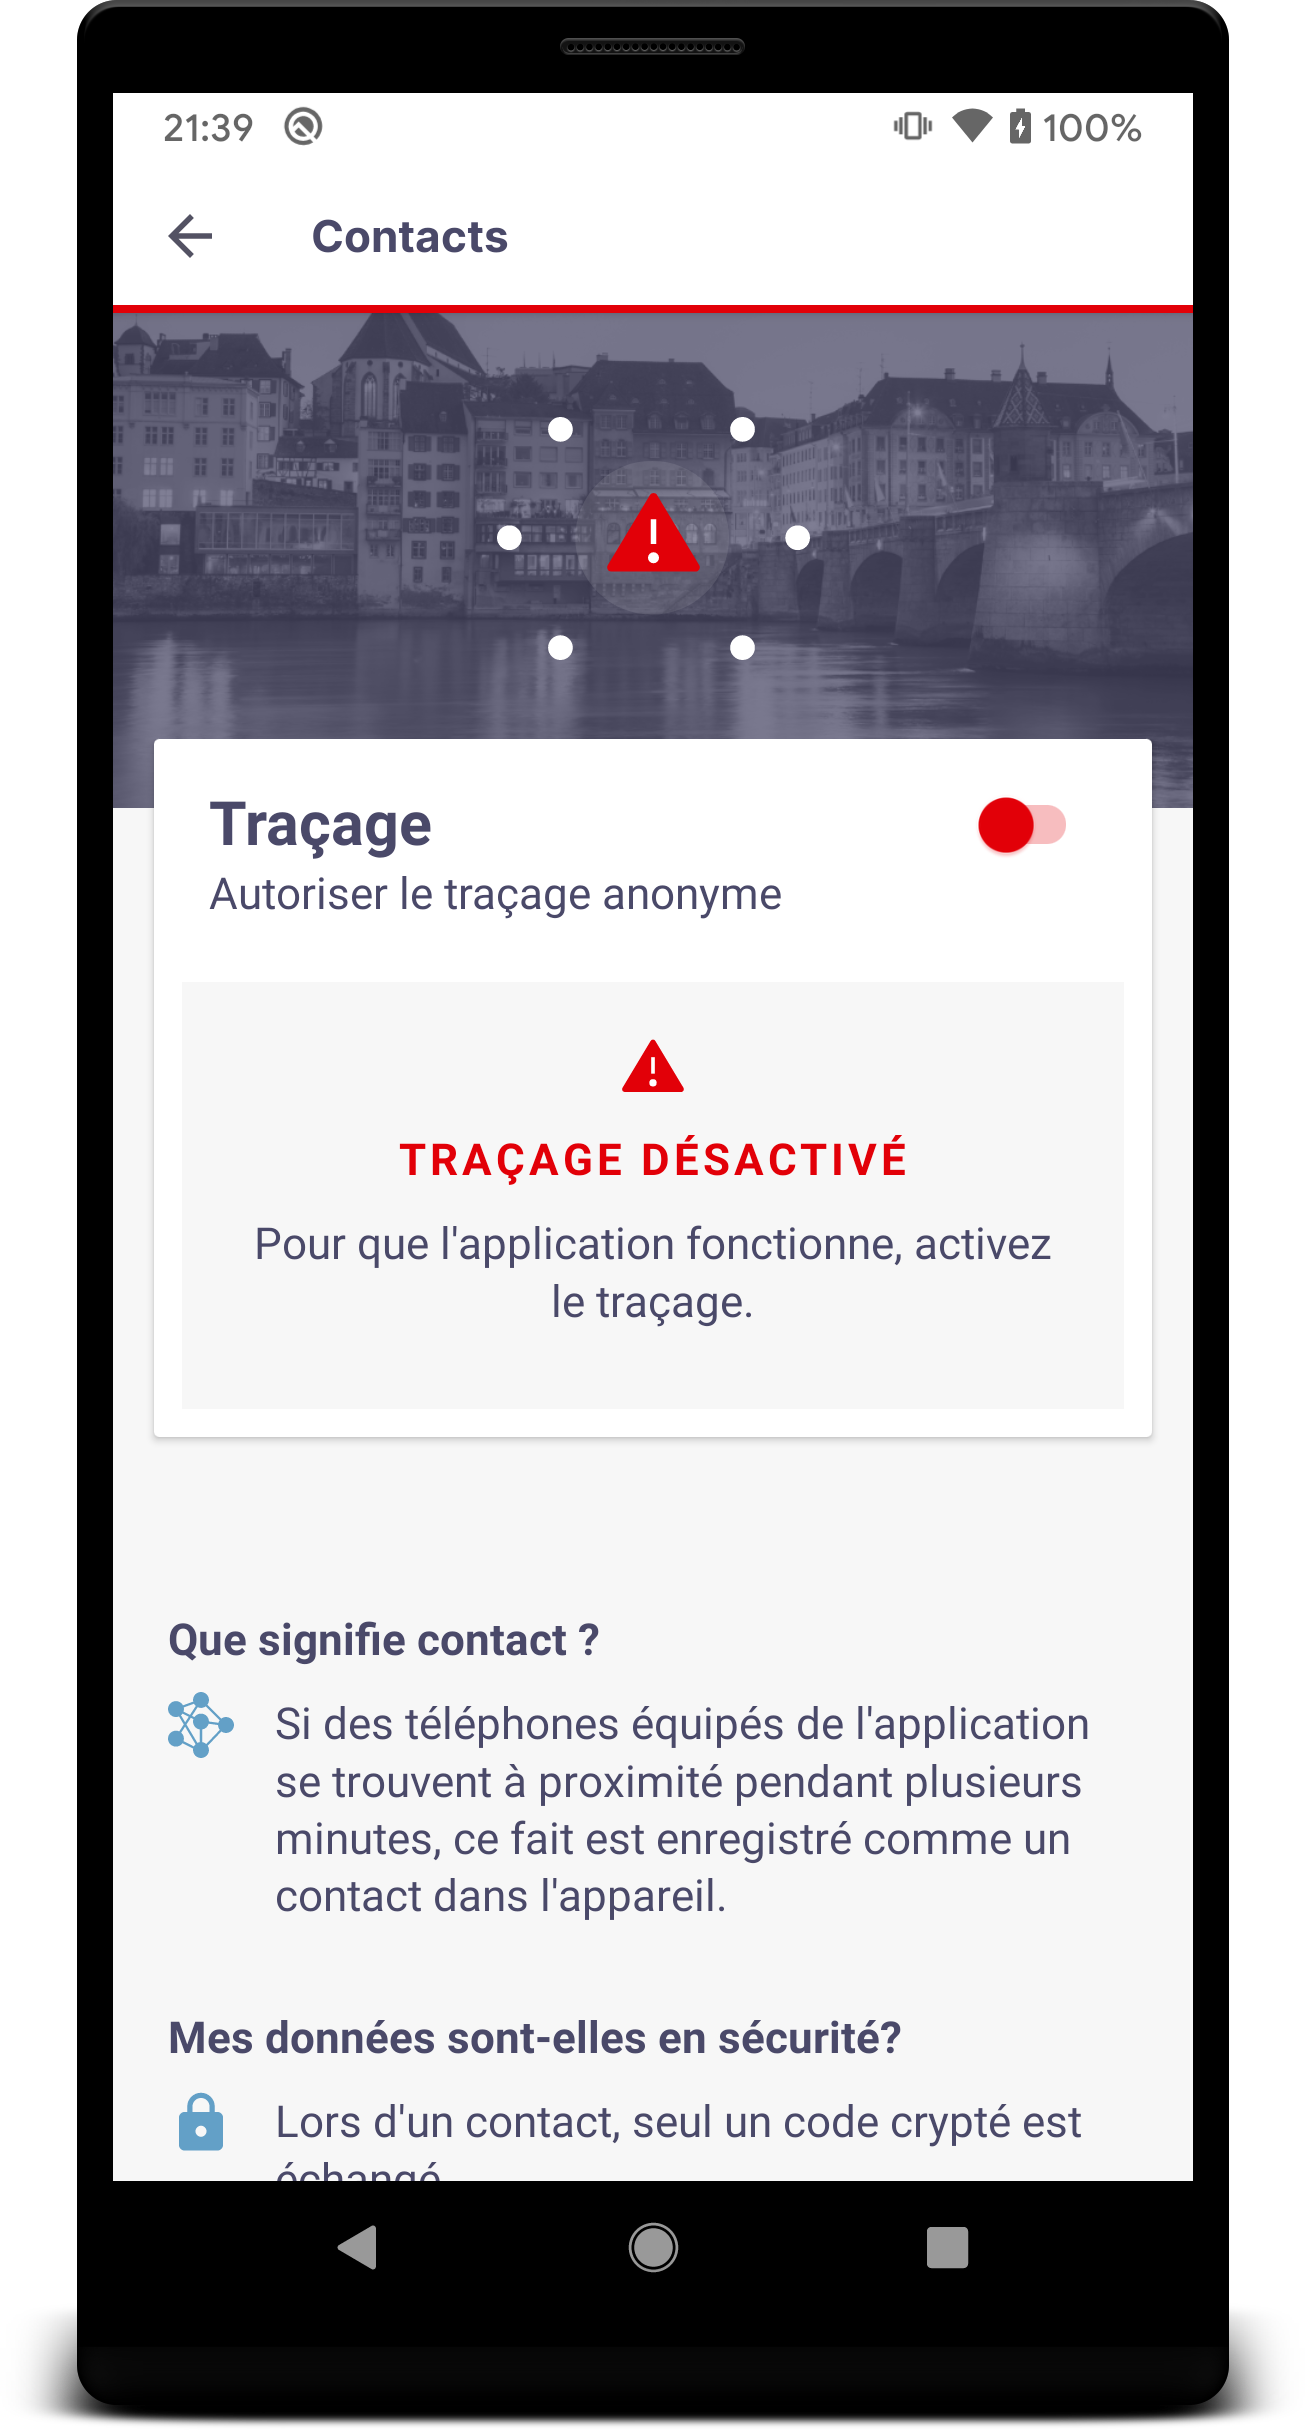 21:39
100%
Contacts
Traçage
Autoriser le traçage anonyme
TRAÇAGE DÉSACTIVÉ
Pour que l'application fonctionne, activez
le traçage.
Que signifie contact ?
Si des téléphones équipés de l'application
se trouvent à proximité pendant plusieurs
minutes, ce fait est enregistré comme un
contact dans l'appareil.
Mes données sont-elles en sécurité?
Lors d'un contact, seul un code crypté est
échangé